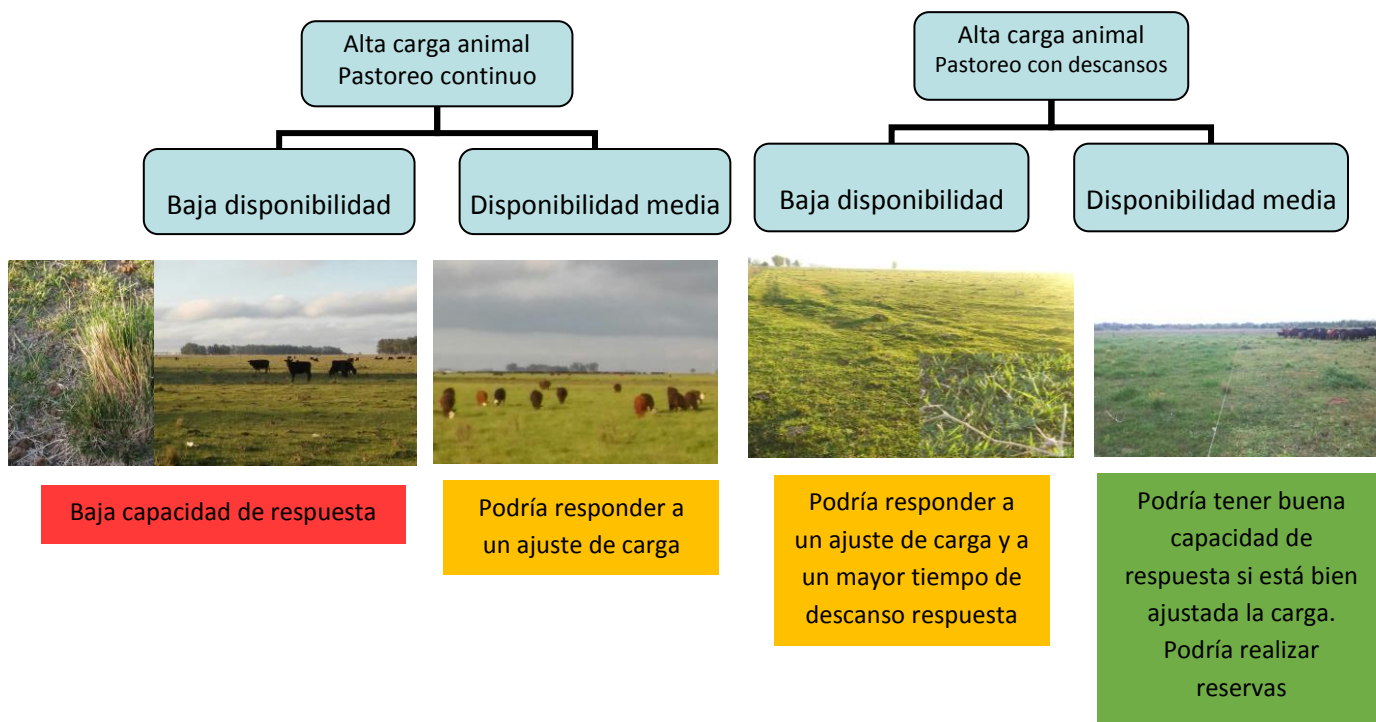 Alta carga animal
Pastoreo continuo
Alta carga animal
Pastoreo con descansos
Baja disponibilidad
Disponibilidad media
Baja disponibilidad
Disponibilidad media
Baja capacidad de respuesta
Podría responder a
un ajuste de carga
Podría responder a
un ajuste de carga y a
un mayor tiempo de
descanso respuesta
Podría tener buena
capacidad de
respuesta si está bien
ajustada la carga.
Podría realizar
reservas